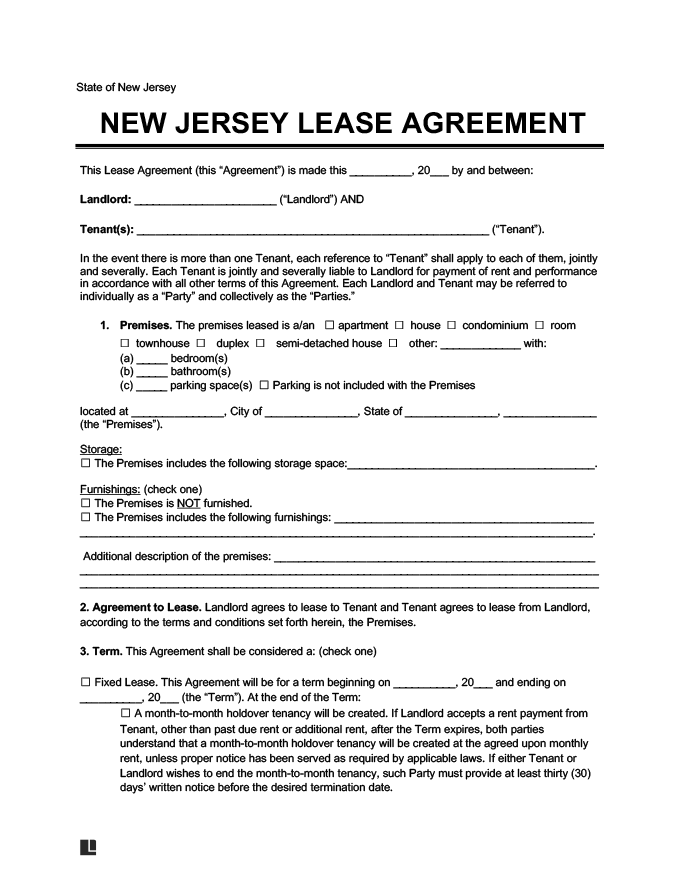 State of New Jersey
NEW JERSEY LEASE AGREEMENT
This Lease Agreement (this “Agreement”) is made this __________, 20___ by and between:
Landlord: _______________________ (“Landlord”) AND
Tenant(s): _________________________________________________________ (“Tenant”).
In the event there is more than one Tenant, each reference to “Tenant” shall apply to each of them, jointly
and severally. Each Tenant is jointly and severally liable to Landlord for payment of rent and performance
in accordance with all other terms of this Agreement. Each Landlord and Tenant may be referred to
individually as a “Party” and collectively as the “Parties.”
1. Premises. The premises leased is a/an ☐ apartment ☐ house ☐ condominium ☐ room
☐ townhouse ☐ duplex ☐ semi-detached house ☐ other: _____________ with:
(a) _____ bedroom(s)
(b) _____ bathroom(s)
(c) _____ parking space(s) ☐ Parking is not included with the Premises
located at _______________, City of _______________, State of _______________, _______________
(the “Premises”).
Storage:
☐ The Premises includes the following storage space:________________________________________.
Furnishings: (check one)
☐ The Premises is NOT furnished.
☐ The Premises includes the following furnishings: __________________________________________
___________________________________________________________________________________.
Additional description of the premises: ____________________________________________________
____________________________________________________________________________________
____________________________________________________________________________________
2. Agreement to Lease. Landlord agrees to lease to Tenant and Tenant agrees to lease from Landlord,
according to the terms and conditions set forth herein, the Premises.
3. Term. This Agreement shall be considered a: (check one)
☐ Fixed Lease. This Agreement will be for a term beginning on __________, 20___ and ending on
__________, 20___ (the “Term”). At the end of the Term:
☐ A month-to-month holdover tenancy will be created. If Landlord accepts a rent payment from
Tenant, other than past due rent or additional rent, after the Term expires, both parties
understand that a month-to-month holdover tenancy will be created at the agreed upon monthly
rent, unless proper notice has been served as required by applicable laws. If either Tenant or
Landlord wishes to end the month-to-month tenancy, such Party must provide at least thirty (30)
days’ written notice before the desired termination date.